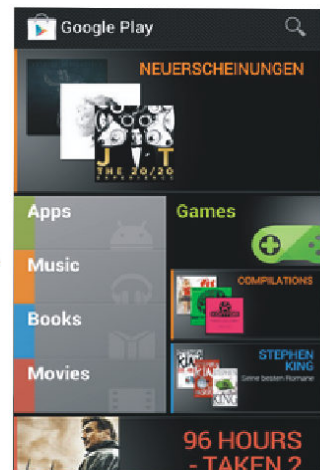 Google Play
NEUERSCHEINUNGEN
J T
THE 20/20
EXPERIENCE
Apps
Games
Music
COMPILATIONS
Books
STEPHEN
KING
Seine besten Romane
Movies
KING
96 HOURS
- TAKEN 2